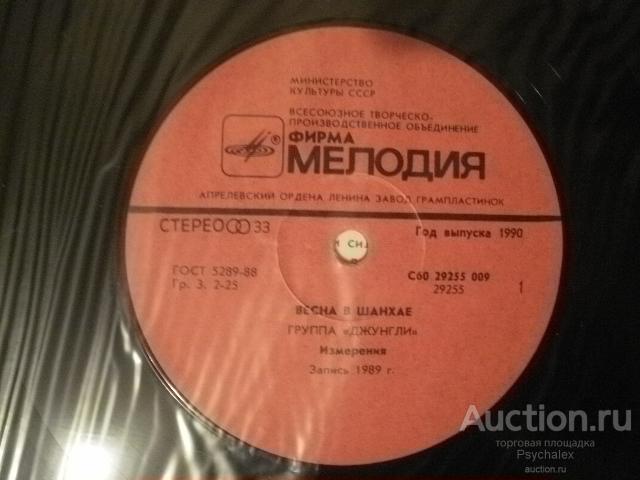 МИНИСТЕРСТВО
КУЛЬТУРЫ СССР
ВСЕСОЮЗНОЕ ТВОРЧЕСКО-
ПРОИЗВОДСТВЕННОЕ ОБЪЕДИНЕНИЕ
®
ФИРМА
МЕЛОДИЯ
АПРЕЛЕВСКИЙ ОРДЕНА ЛЕНИНА ЗАВОД ГРАМПЛАСТИНОК
СТЕРЕО 33
Год выпуска 1990
ГОСТ 5289-88
Гр. 3. 2-25
С60 29255 009
29255
1
ВЕСНА В ШАНХАЕ
ГРУППА «ДЖУНГЛИ»
Измерения
Запись 1989 г.
Auction.ru
торговая площадка
Psychalex
auction.ru